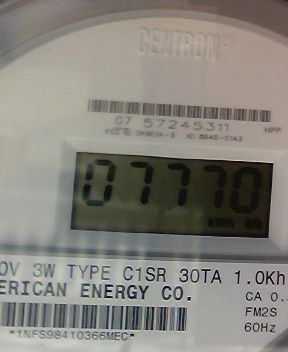 CENTRON®
07 57245311
07770
kWh
0V 3W TYPE C1SR 30TA 1.0Kh
ERICAN ENERGY CO.
CA 0.
FM2S
*1NFS98410366MEC*
60Hz